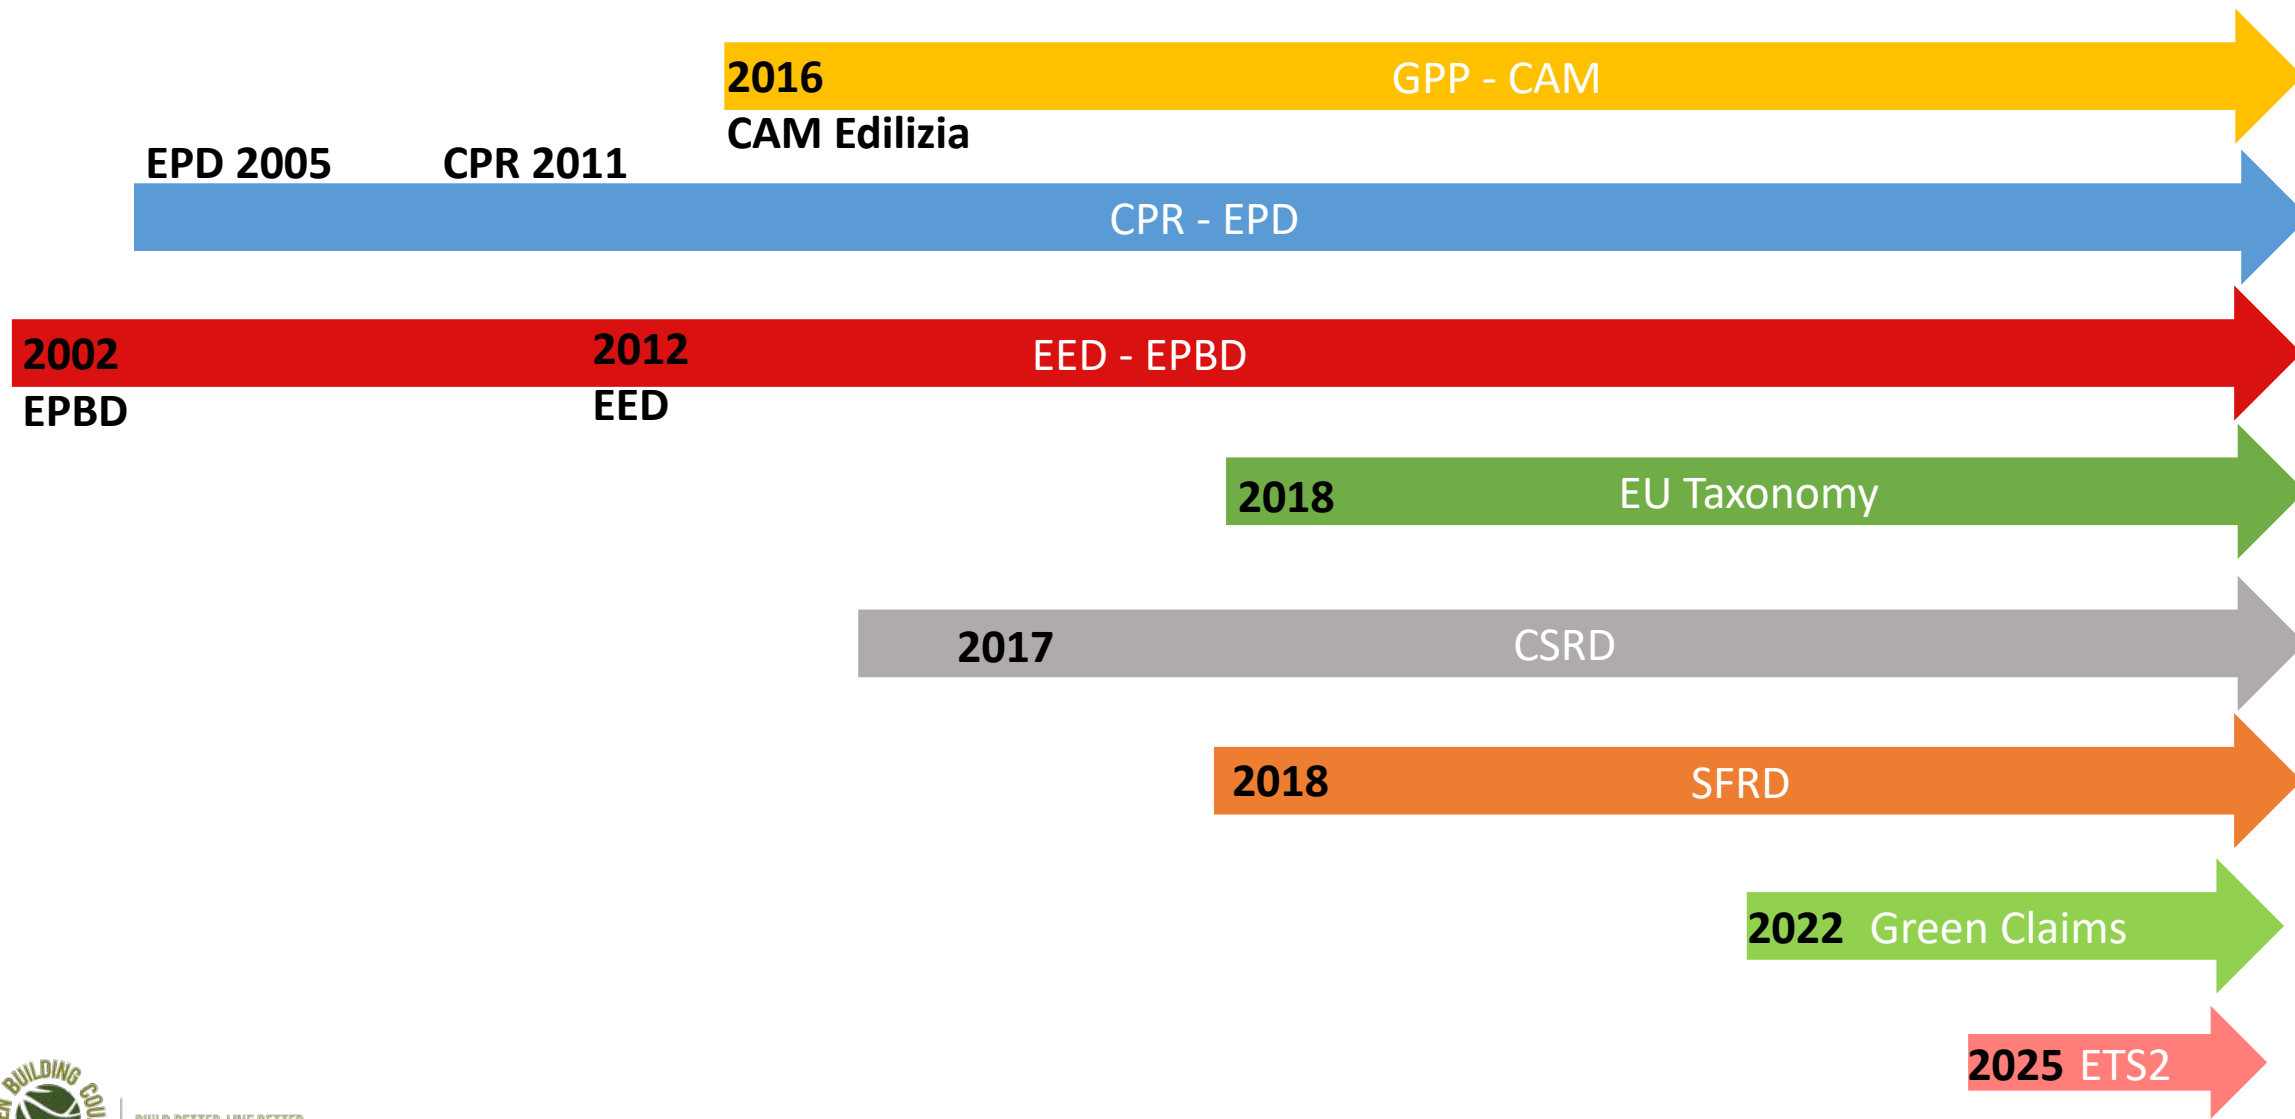 2016 GPP - CAM
CAM Edilizia
EPD 2005 CPR 2011
CPR - EPD
2002 2012 EED - EPBD
EPBD EED
2018 EU Taxonomy
2017 CSRD
2018 SFRD
2022 Green Claims
2025 ETS2
BUILDING